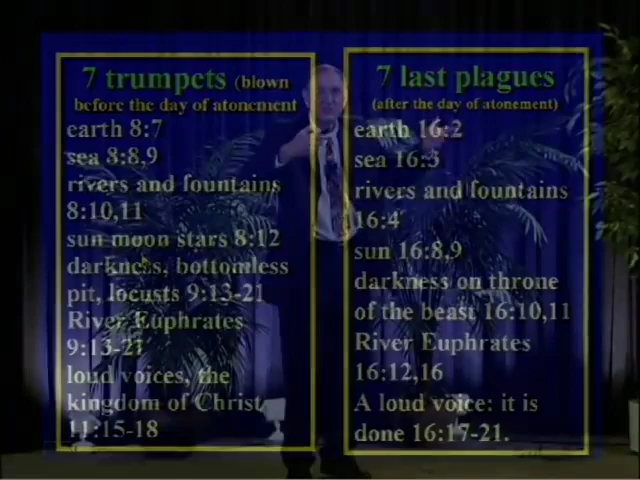 7 trumpets (blown
before the day of atonement
earth 8:7
sea 8:8,9
rivers and fountains
8:10,11
sun moon stars 8:12
darkness, bottomless
pit, locusts 9:13-21
River Euphrates
9:13-21
loud voices, the
kingdom of Christ
11:15-18
7 last plagues
(after the day of atonement)
earth 16:2
sea 16:3
rivers and fountains
16:4
sun 16:8,9
darkness on throne
of the beast 16:10,11
River Euphrates
16:12,16
A loud voice: it is
done 16:17-21.